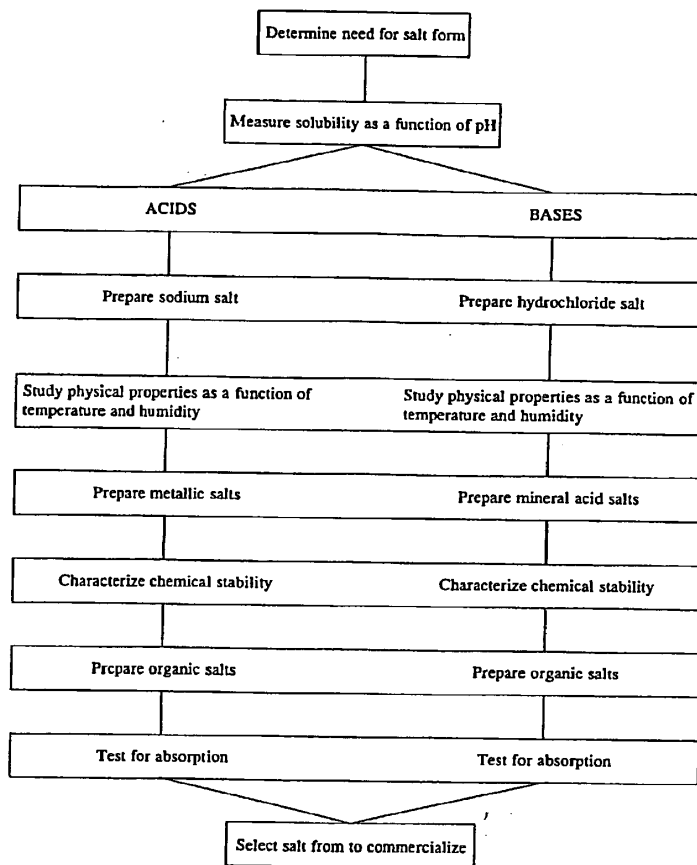 Determine need for salt form
Measure solubility as a function of pH
ACIDS
BASES
Prepare sodium salt
Prepare hydrochloride salt
Study physical properties as a function of
temperature and humidity
Study physical properties as a function of
temperature and humidity
Prepare metallic salts
Prepare mineral acid salts
Characterize chemical stability
Characterize chemical stability
Prepare organic salts
Prepare organic salts
Test for absorption
Test for absorption
Select salt from to commercialize